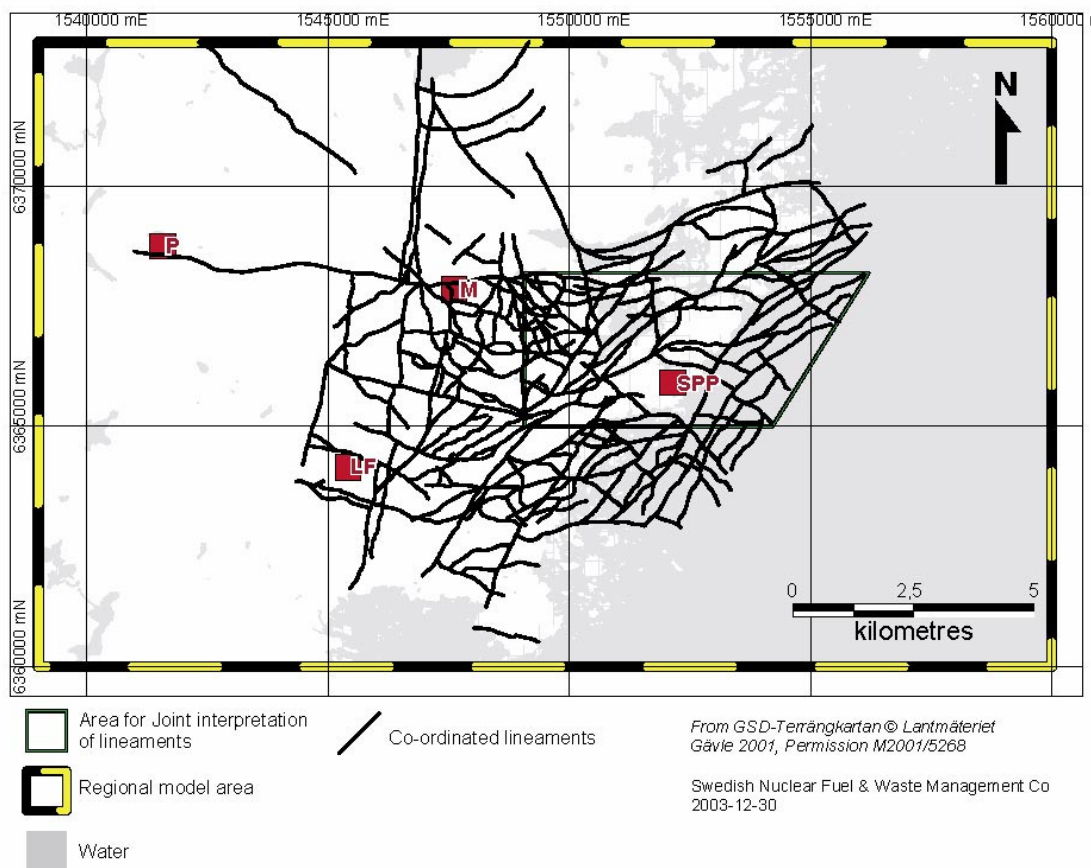 1540000 mE
1545000 mE
1550000 mE
1555000 mE
1560000
6370000 mN
N
P
M
SPP
6365000 mN
LF
0
2,5
5
kilometres
6360000 mN
Area for Joint interpretation
of lineaments
Co-ordinated lineaments
Regional model area
Water
From GSD-Terrängkartan © Lantmäteriet
Gävle 2001, Permission M2001/5268
Swedish Nuclear Fuel & Waste Management Co
2003-12-30